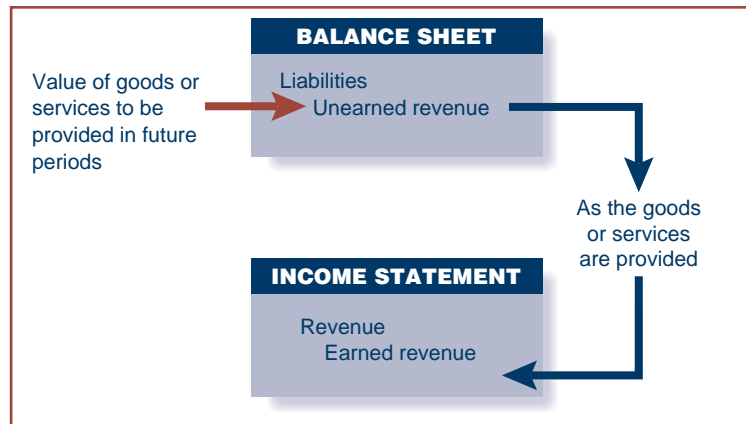 BALANCE SHEET
Value of goods or
services to be
provided in future
periods
Liabilities
Unearned revenue
As the goods
or services
are provided
INCOME STATEMENT
Revenue
Earned revenue